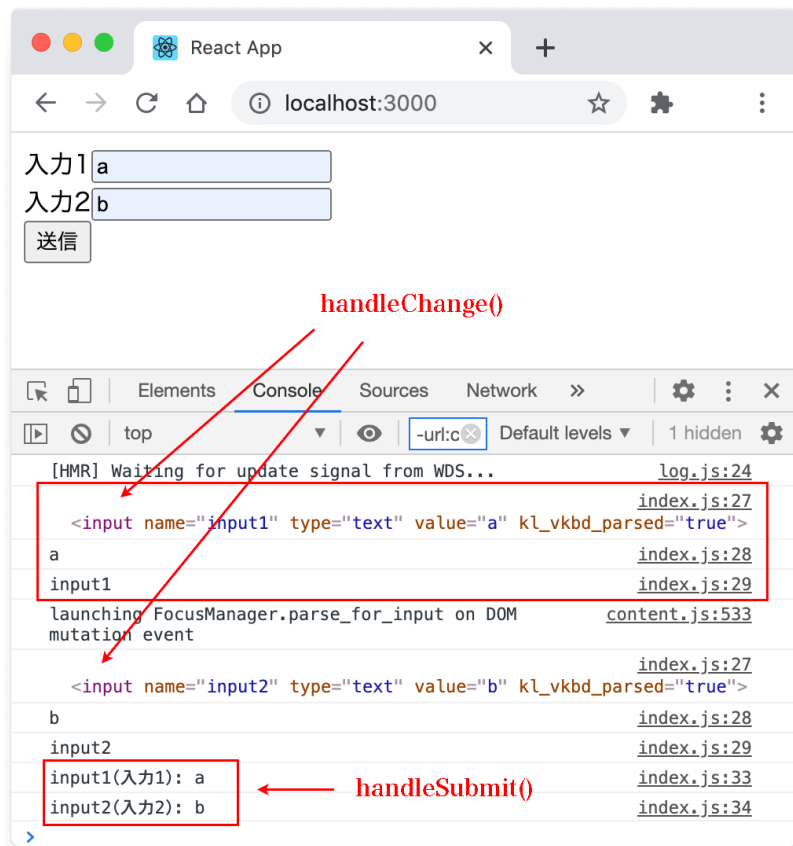 React App
localhost:3000
入力1 a
入力2 b
送信
handleChange()
Elements Console Sources Network »
top -url:c Default levels ▼ 1 hidden
[HMR] Waiting for update signal from WDS... log.js:24
index.js:27
<input name="input1" type="text" value="a" kl_vkbd_parsed="true">
a index.js:28
input1 index.js:29
launching FocusManager.parse_for_input on DOM content.js:533
mutation event
index.js:27
<input name="input2" type="text" value="b" kl_vkbd_parsed="true">
b index.js:28
input2 index.js:29
input1(入力1): a index.js:33
handleSubmit()
input2(入力2): b index.js:34